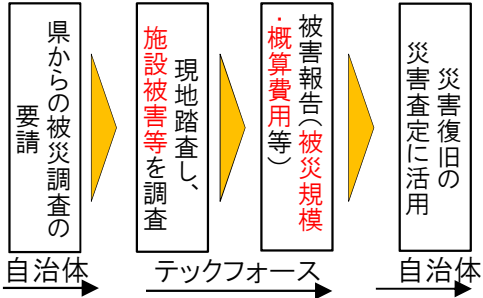 県からの被災調査の
要請
現地踏査し、
施設被害等を調査
被害報告(被災規模
・概算費用等)
災害復旧の
災害査定に活用
自治体
テックフォース
自治体